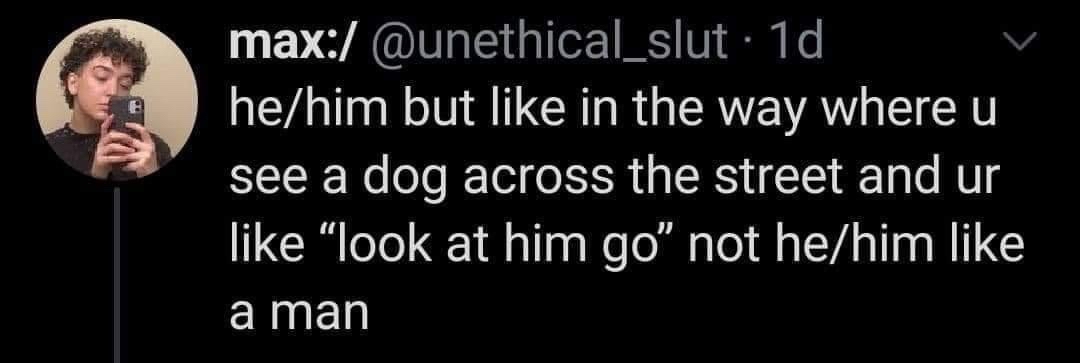 max:/ @unethical_slut · 1d
he/him but like in the way where u
see a dog across the street and ur
like “look at him go” not he/him like
a man